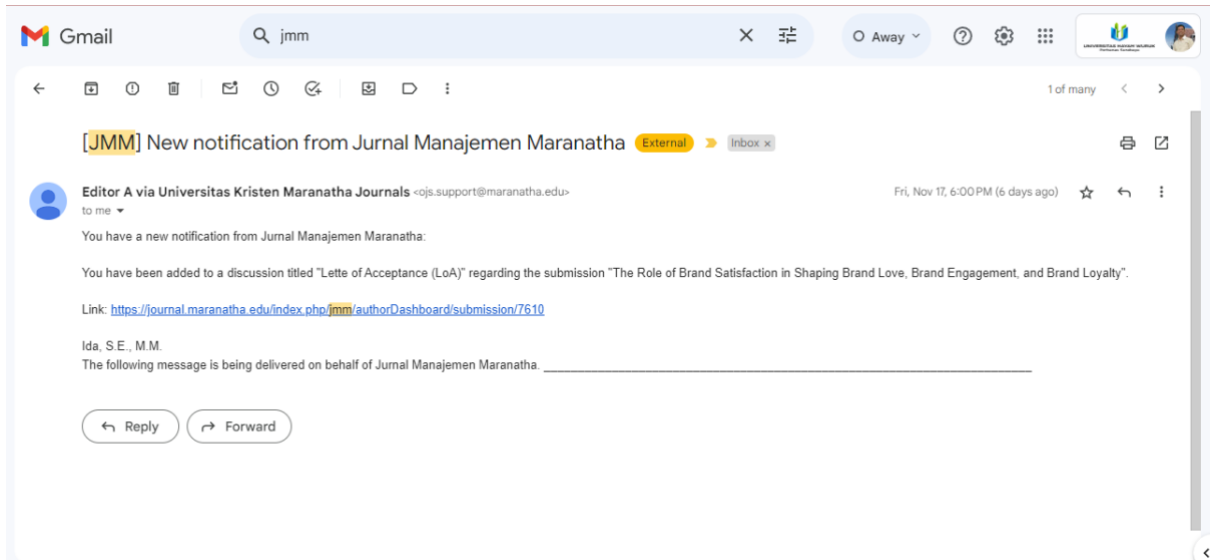 Gmail
jmm
Away
UNIVERSITAS HAYAM WURUK
1 of many
[JMM] New notification from Jurnal Manajemen Maranatha External Inbox x
Editor A via Universitas Kristen Maranatha Journals <ojs.support@maranatha.edu>
Fri, Nov 17, 6:00 PM (6 days ago)
to me
You have a new notification from Jurnal Manajemen Maranatha:
You have been added to a discussion titled "Lette of Acceptance (LoA)" regarding the submission "The Role of Brand Satisfaction in Shaping Brand Love, Brand Engagement, and Brand Loyalty".
Link: https://journal.maranatha.edu/index.php/jmm/authorDashboard/submission/7610
Ida, S.E., M.M.
The following message is being delivered on behalf of Jurnal Manajemen Maranatha.
Reply
Forward